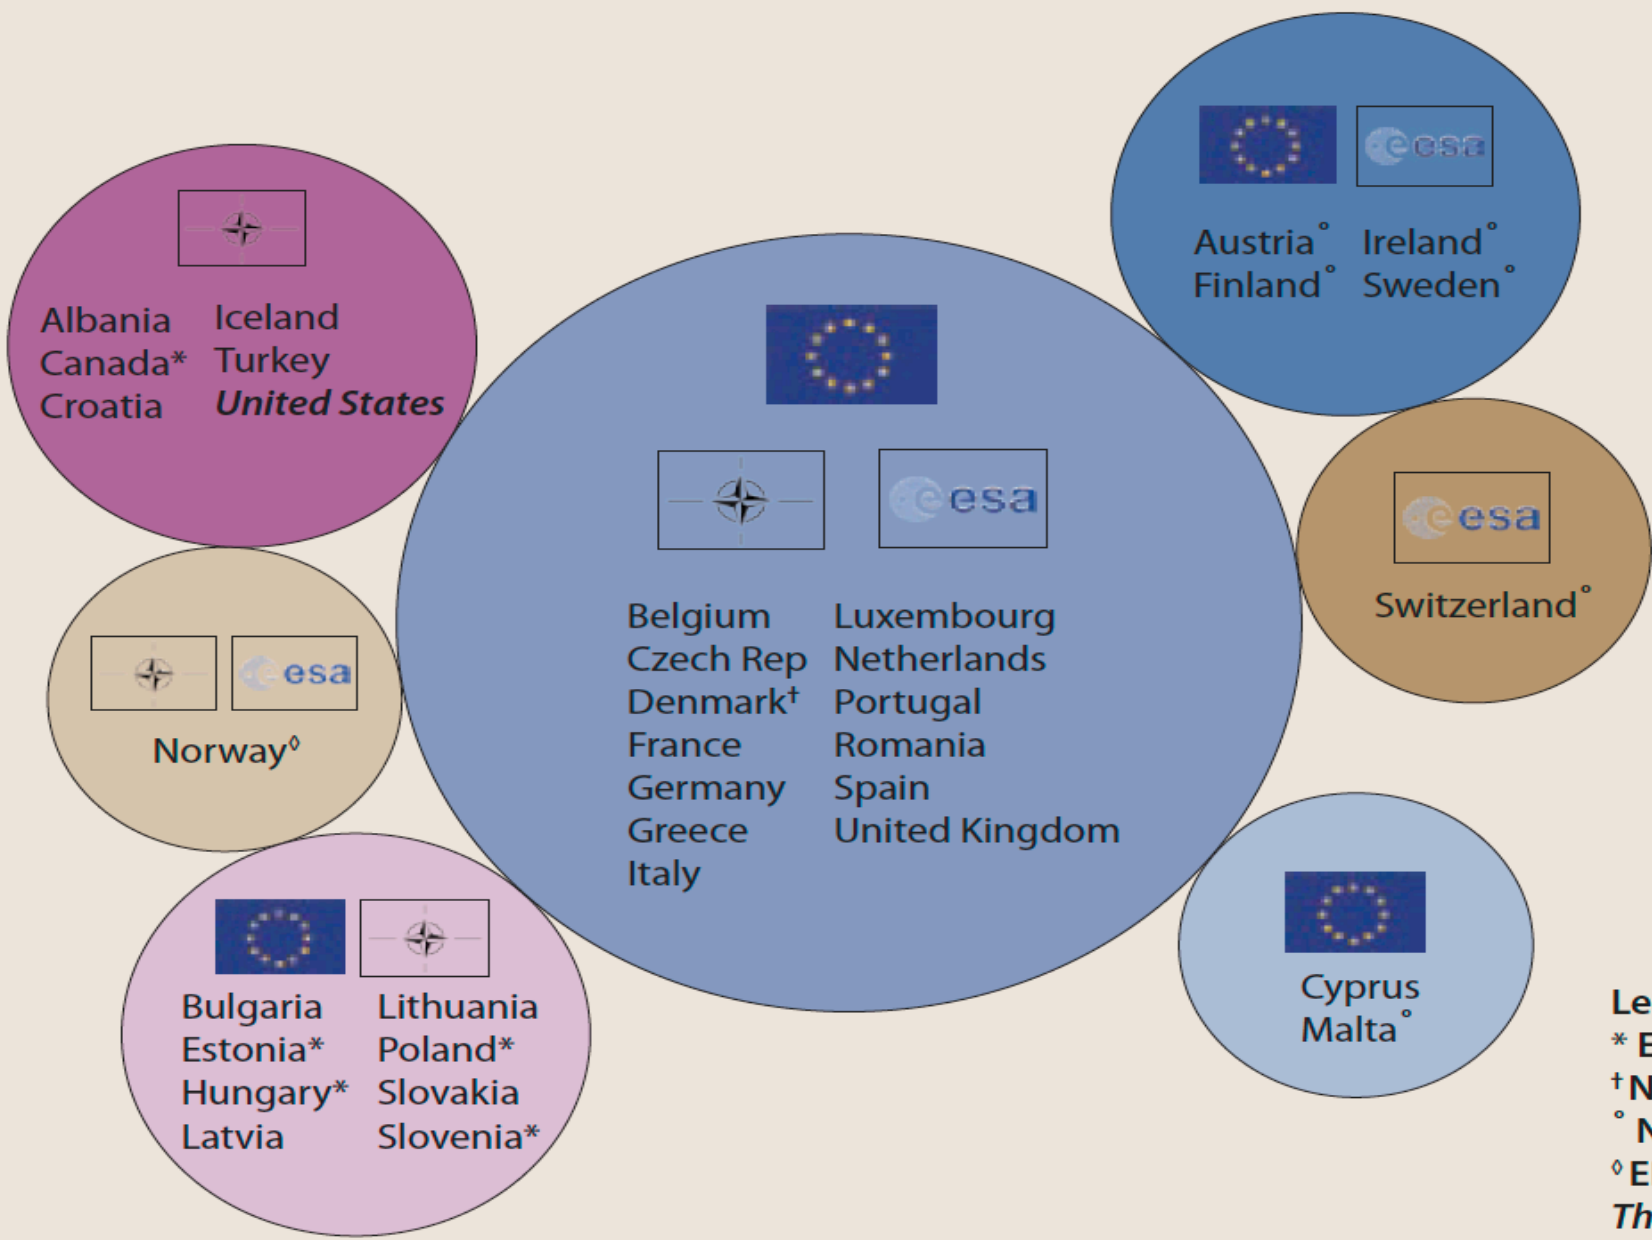 esa
Austria° Ireland°
Finland° Sweden°
Albania Iceland
Canada* Turkey
Croatia United States
esa
esa
Switzerland°
Belgium Luxembourg
Czech Rep Netherlands
Denmark† Portugal
France Romania
Germany Spain
Greece United Kingdom
Italy
esa
Norway◊
Cyprus
Malta°
Bulgaria Lithuania
Estonia* Poland*
Hungary* Slovakia
Latvia Slovenia*
Le
* E
† N
° N
◊ E
Th